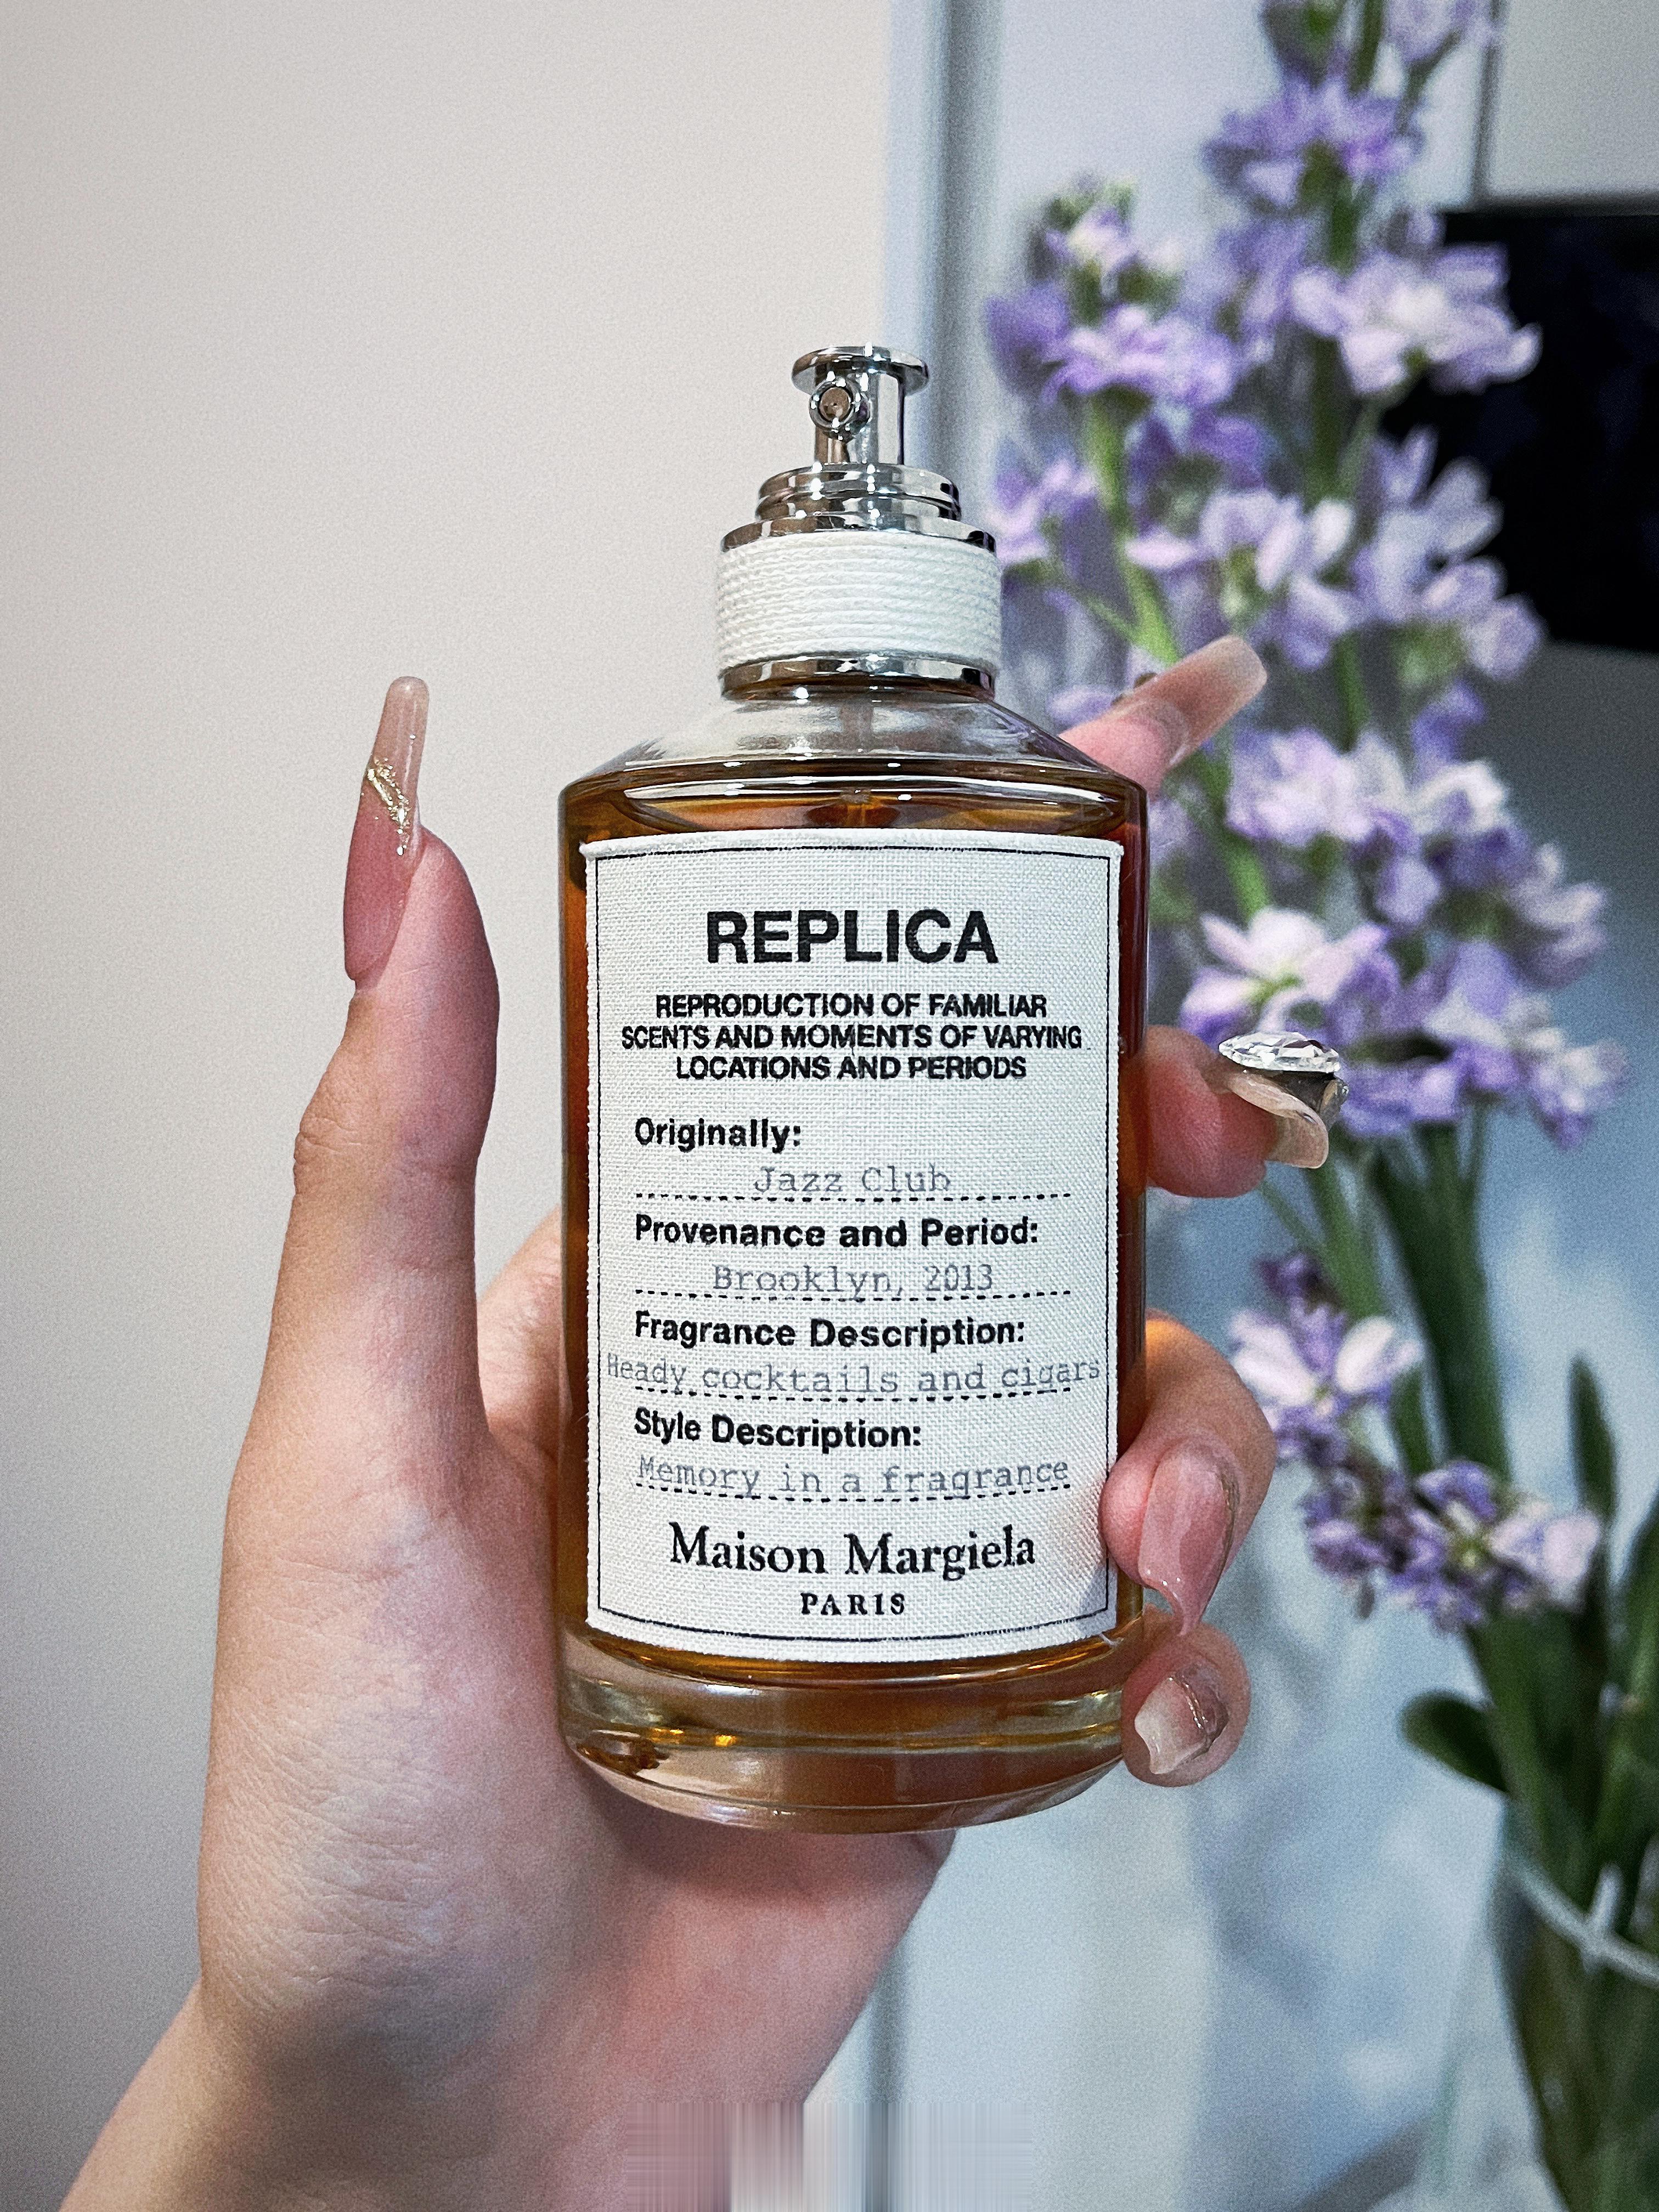 REPLICA
REPRODUCTION OF FAMILIAR
SCENTS AND MOMENTS OF VARYING
LOCATIONS AND PERIODS
Originally:
Jazz Club
Provenance and Period:
Brooklyn, 2013
Fragrance Description:
Heady cocktails and cigars
Style Description:
Memory in a fragrance
Maison Margiela
PARIS